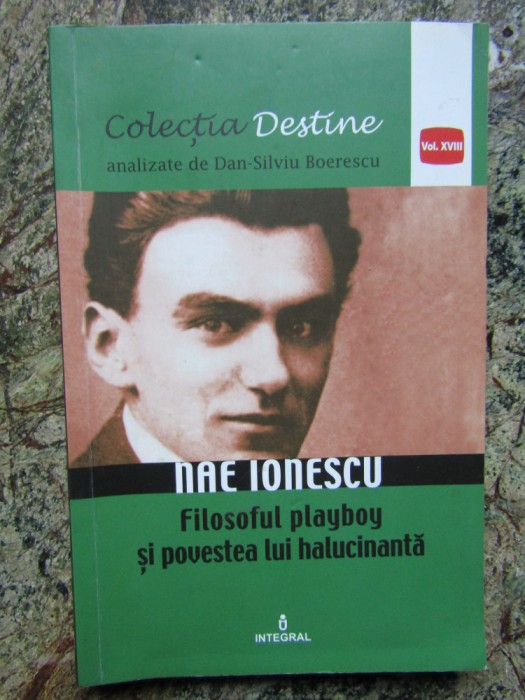 Colecția Destine
analizate de Dan-Silviu Boerescu
Vol. XVIII
NAE IONESCU
Filosoful playboy
și povestea lui halucinantă
INTEGRAL